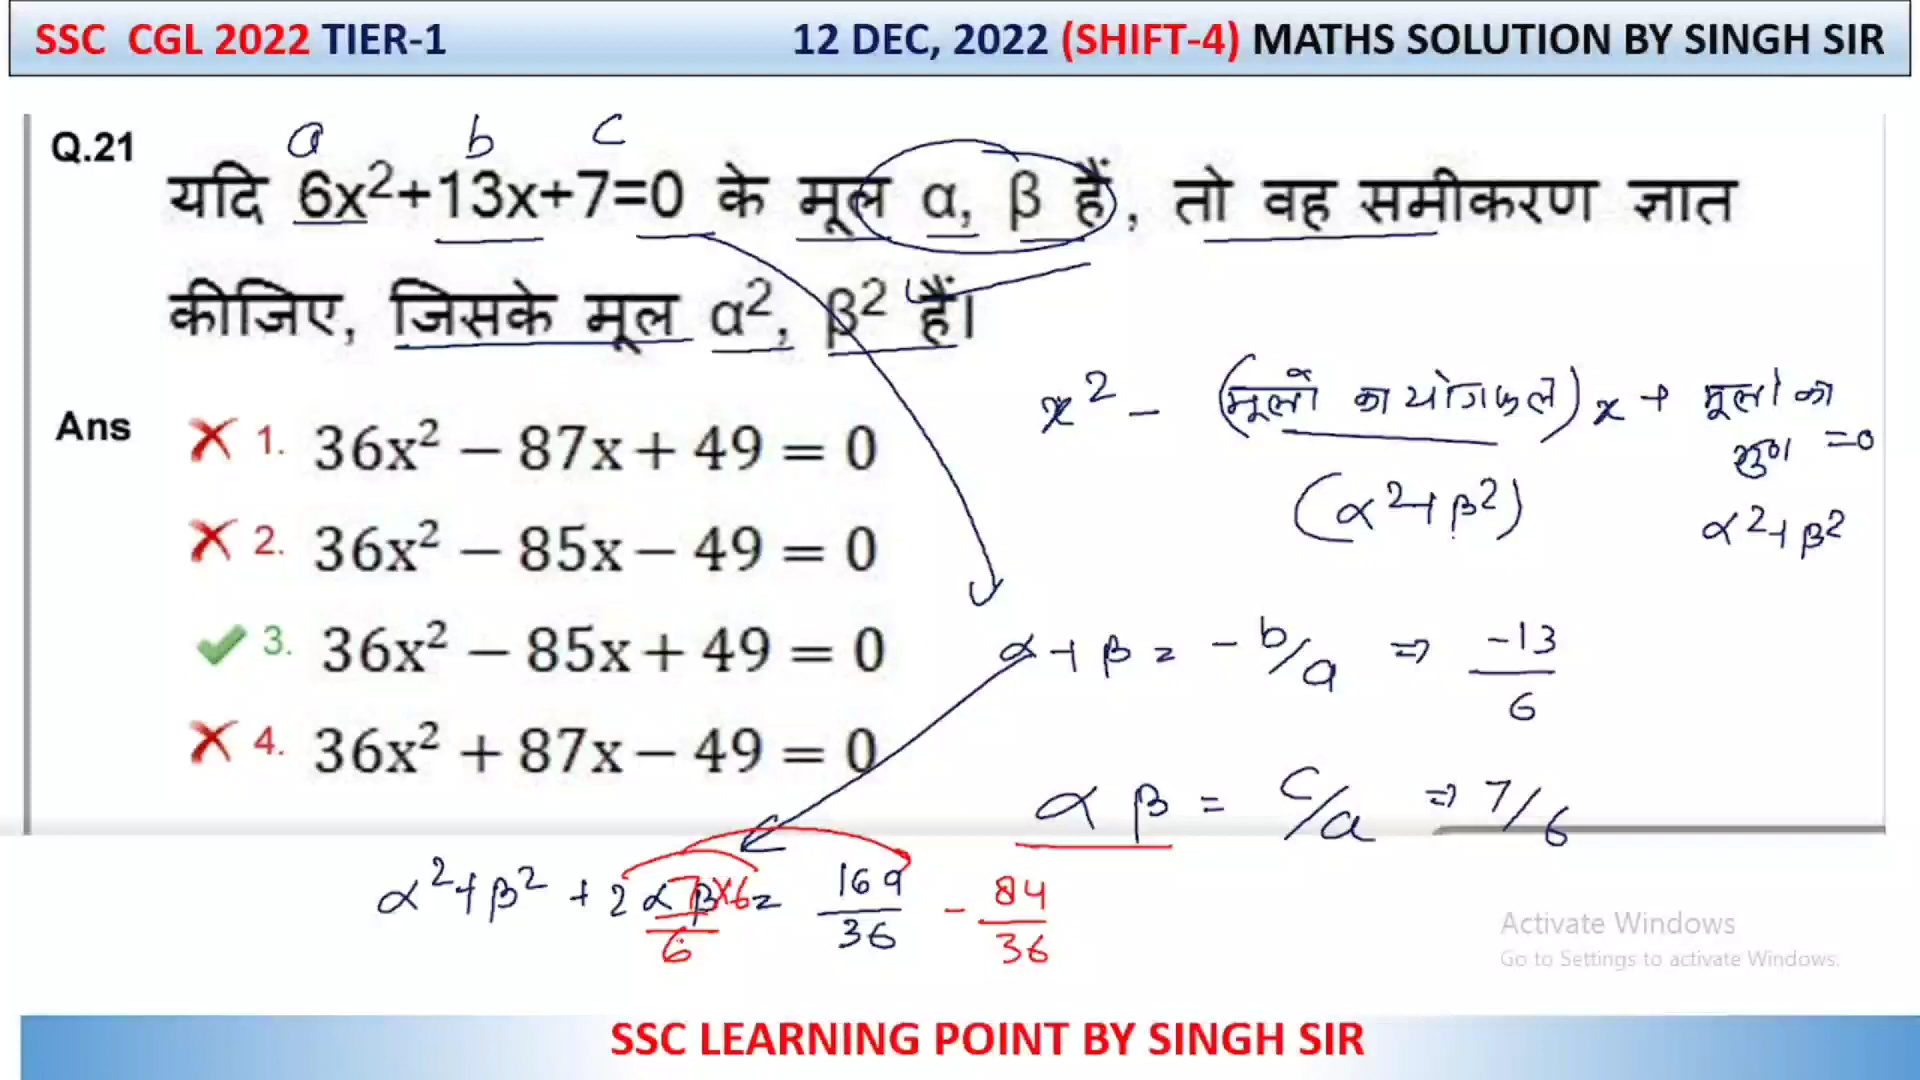 SSC CGL 2022 TIER-1 12 DEC, 2022 (SHIFT-4) MATHS SOLUTION BY SINGH SIR
a b c
Q.21 यदि 6x²+13x+7=0 के मूल α, β हैं, तो वह समीकरण ज्ञात
कीजिए, जिसके मूल α², β² हैं।
x² - (मूलों का योगफल) x + मूलों का
गुणा =0
(α²+β²) α²+β²
Ans 1. 36x² − 87x + 49 = 0
2. 36x² − 85x − 49 = 0
3. 36x² − 85x + 49 = 0
4. 36x² + 87x − 49 = 0
α+β = -b/a ⇒ -13/6
αβ = c/a ⇒ 7/6
α²+β² + 2αβ = 169/36 - 84/36
7×6
6
Activate Windows
Go to Settings to activate Windows.
SSC LEARNING POINT BY SINGH SIR